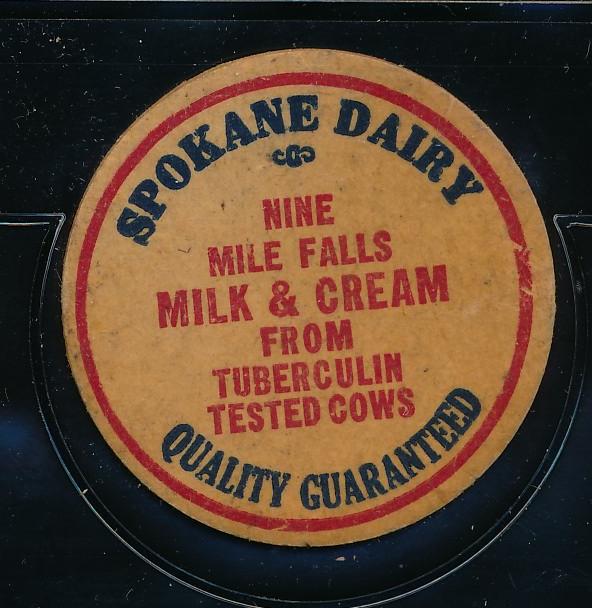 SPOKANE DAIRY
NINE
MILE FALLS
MILK & CREAM
FROM
TUBERCULIN
TESTED COWS
QUALITY GUARANTEED